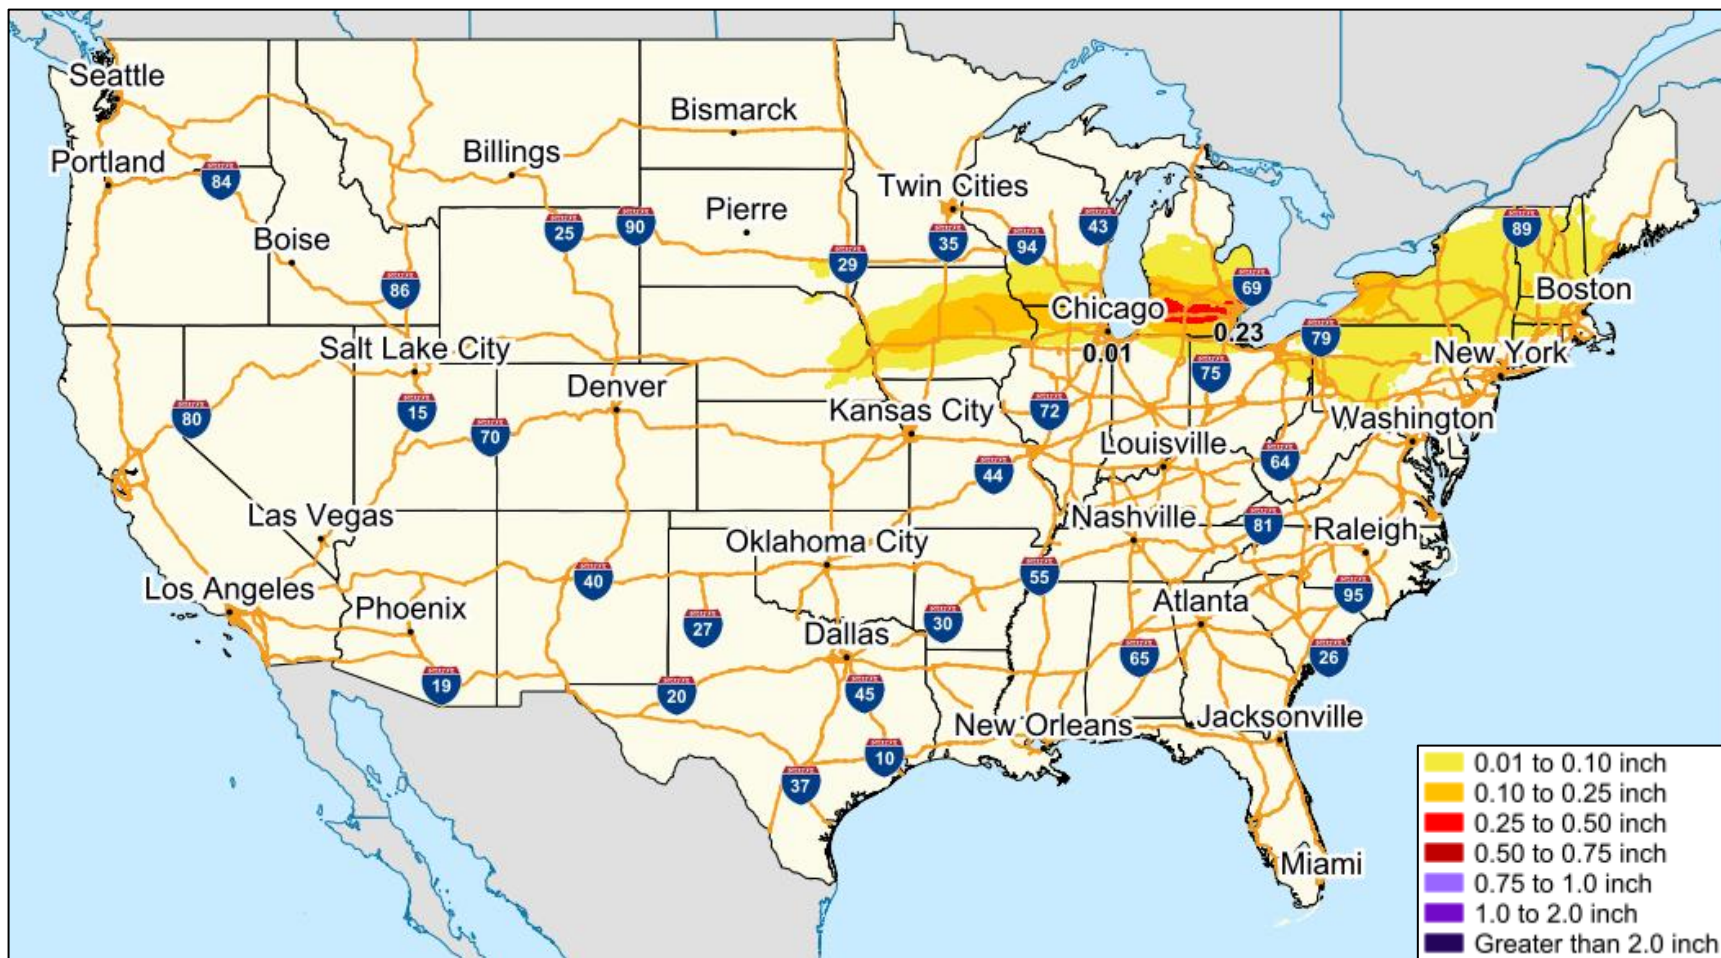 Seattle
Bismarck
Billings
Portland
84
Twin Cities
Pierre
25
90
35
94
43
89
Boise
29
86
69
Boston
Chicago
0.23
79
Salt Lake City
0.01
New York
75
Denver
80
15
Kansas City
72
Washington
70
Louisville
64
44
Las Vegas
Nashville
81
Raleigh
Oklahoma City
40
55
Los Angeles
Phoenix
Atlanta
95
27
30
Dallas
65
26
19
20
45
New Orleans
Jacksonville
10
37
0.01 to 0.10 inch
0.10 to 0.25 inch
0.25 to 0.50 inch
0.50 to 0.75 inch
Miami
0.75 to 1.0 inch
1.0 to 2.0 inch
Greater than 2.0 inch